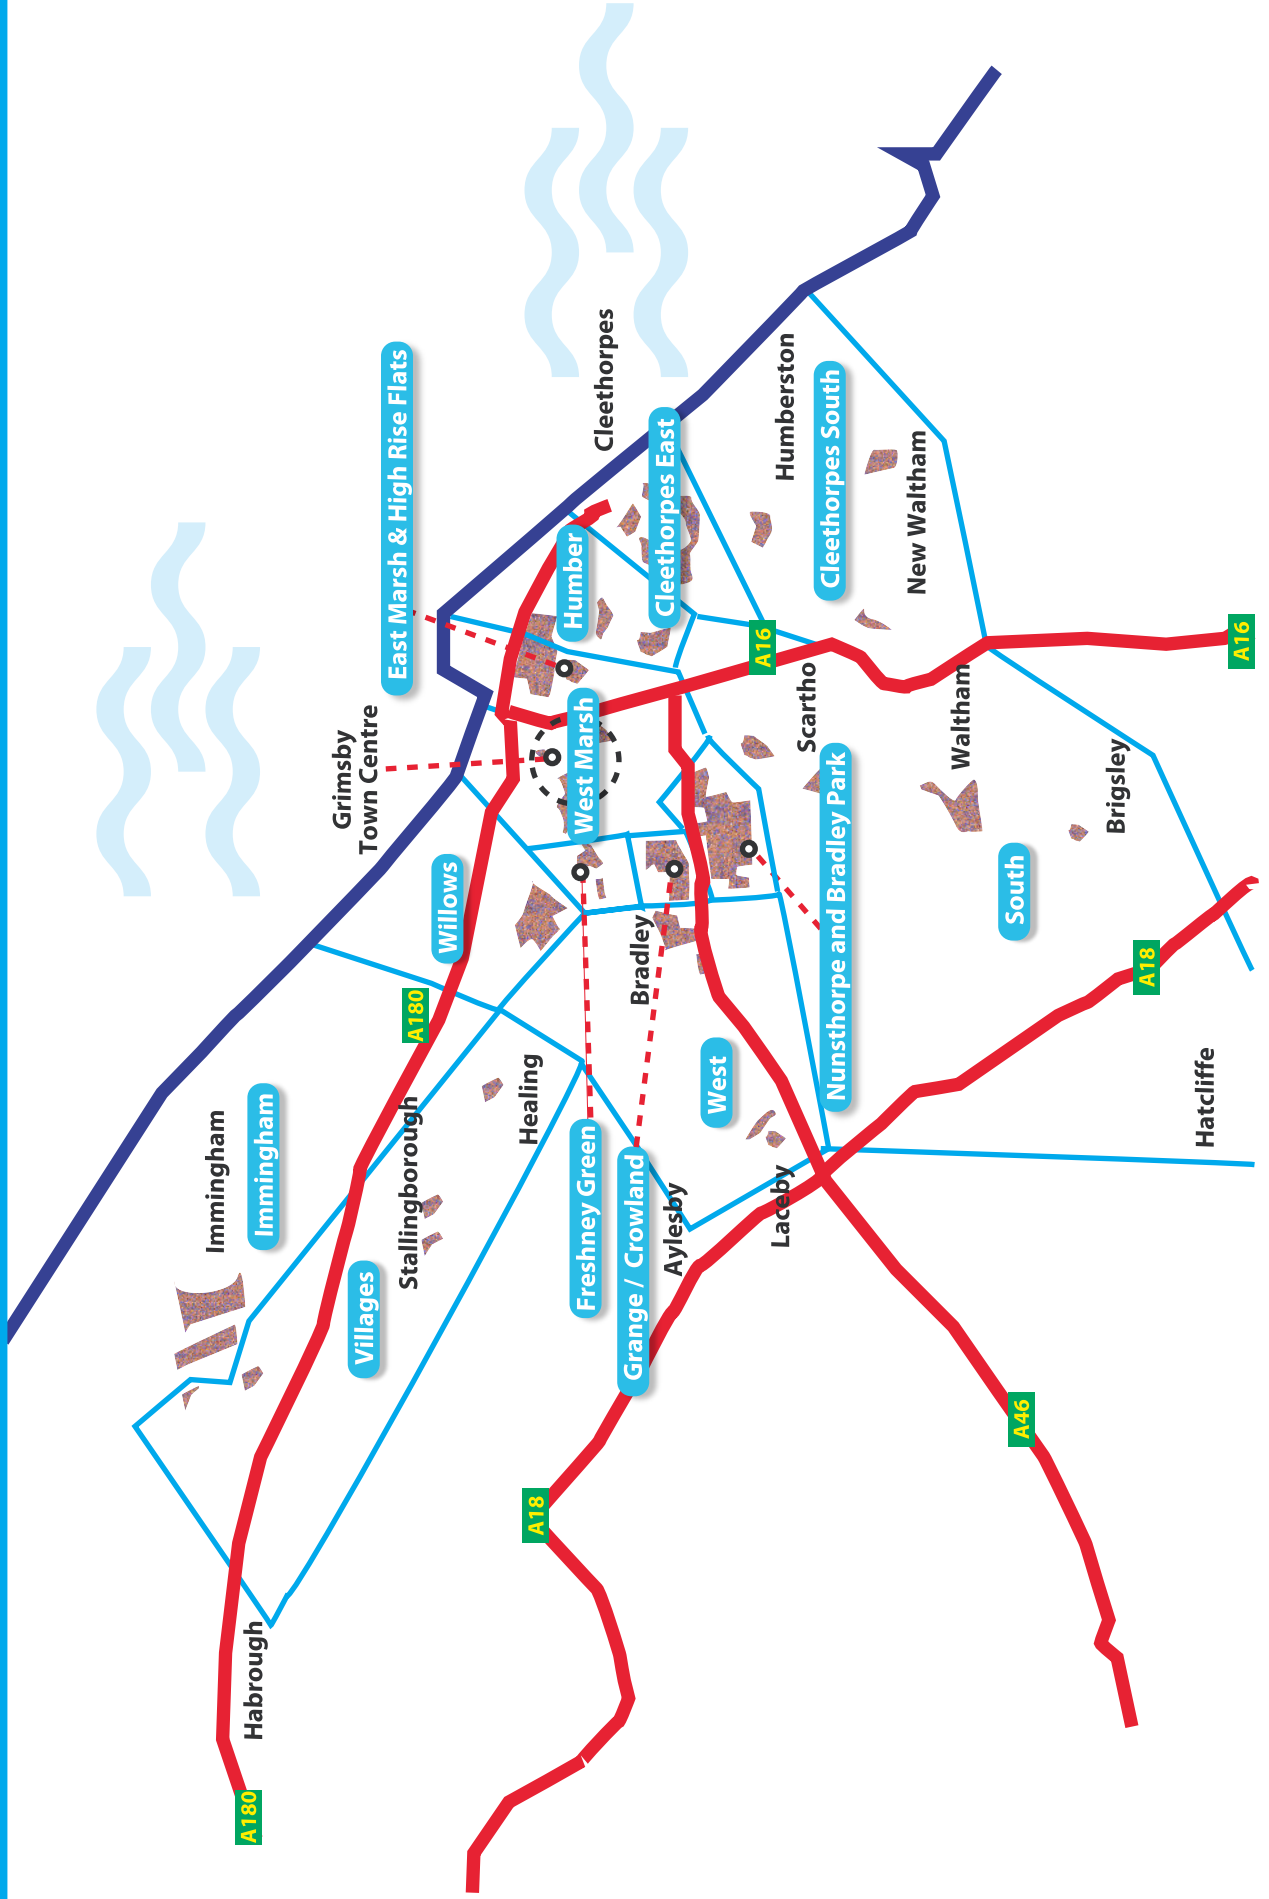 East Marsh & High Rise Flats
Grimsby
Town Centre
Cleethorpes
Humber
Cleethorpes East
Humberston
Cleethorpes South
New Waltham
A16
A16
West Marsh
Willows
A180
Scartho
Waltham
Nunsthorpe and Bradley Park
Brigsley
South
A18
Bradley
Immingham
Immingham
Stallingborough
Healing
West
Hatcliffe
Villages
Freshney Green
Grange / Crowland
Aylesby
Laceby
A46
A18
Habrough
A180